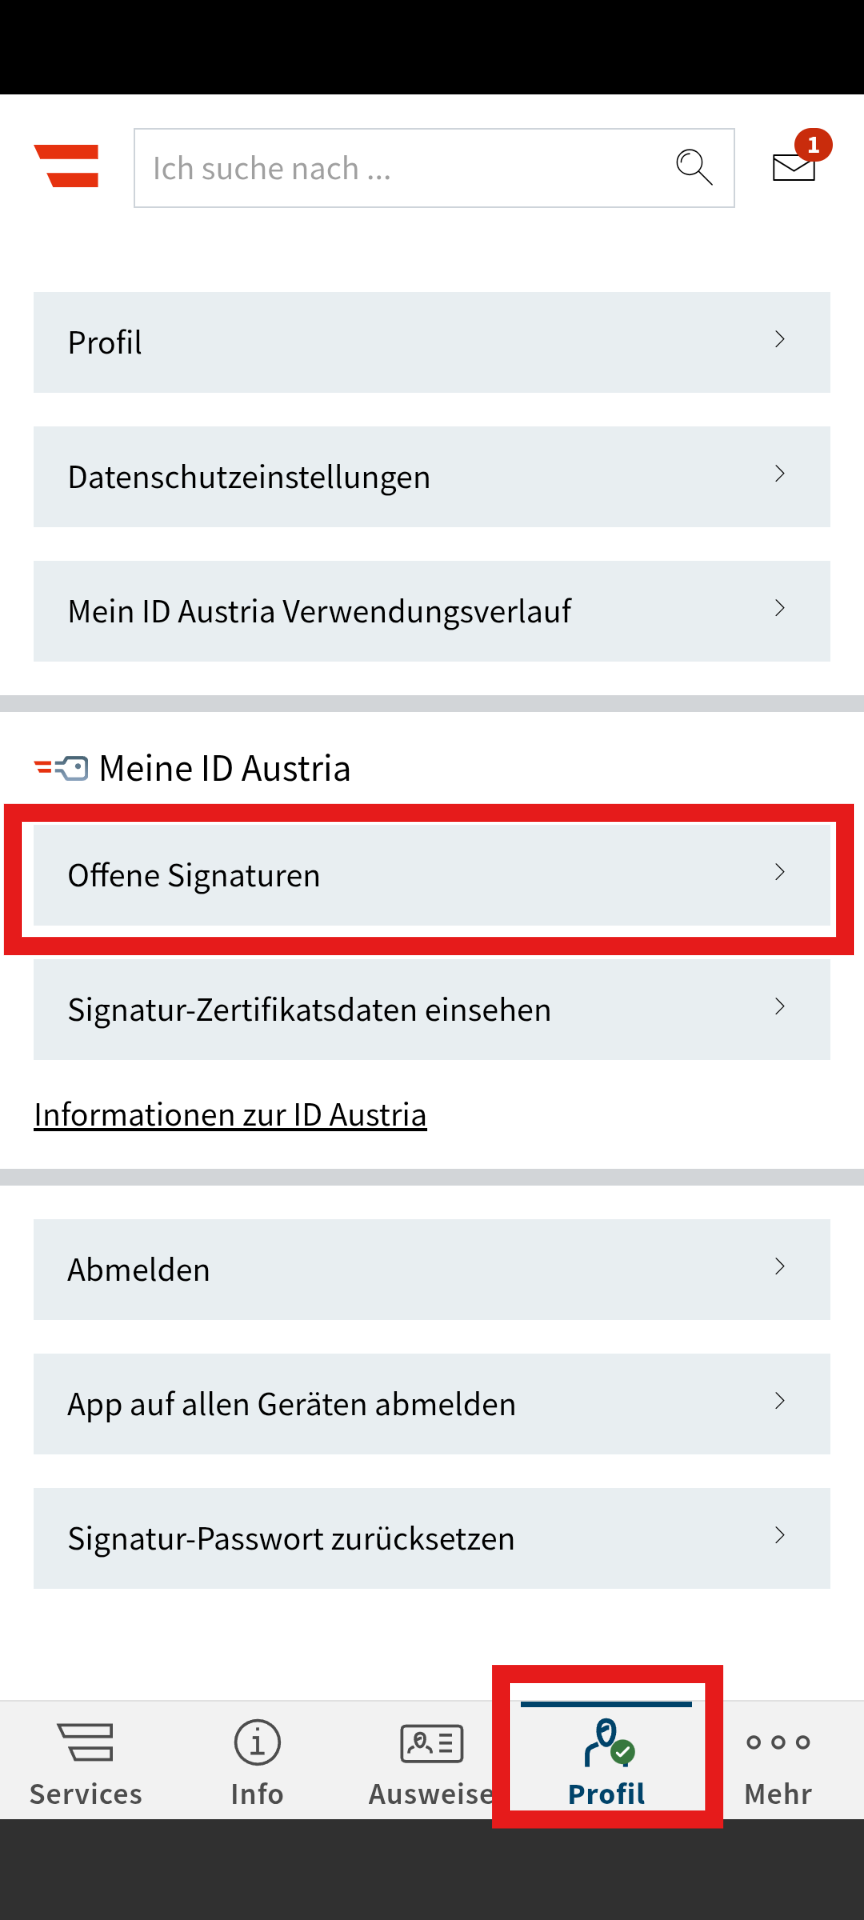 Ich suche nach ...
1
Profil
Datenschutzeinstellungen
Mein ID Austria Verwendungsverlauf
Meine ID Austria
Offene Signaturen
Signatur-Zertifikatsdaten einsehen
Informationen zur ID Austria
Abmelden
App auf allen Geräten abmelden
Signatur-Passwort zurücksetzen
Services
Info
Ausweise
Profil
Mehr